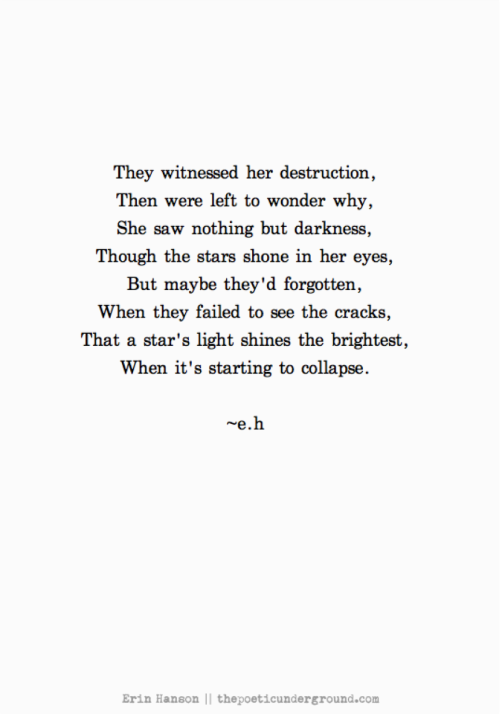 They witnessed her destruction,
Then were left to wonder why,
She saw nothing but darkness,
Though the stars shone in her eyes,
But maybe they'd forgotten,
When they failed to see the cracks,
That a star's light shines the brightest,
When it's starting to collapse.
~e.h
Erin Hanson || thepoeticunderground.com